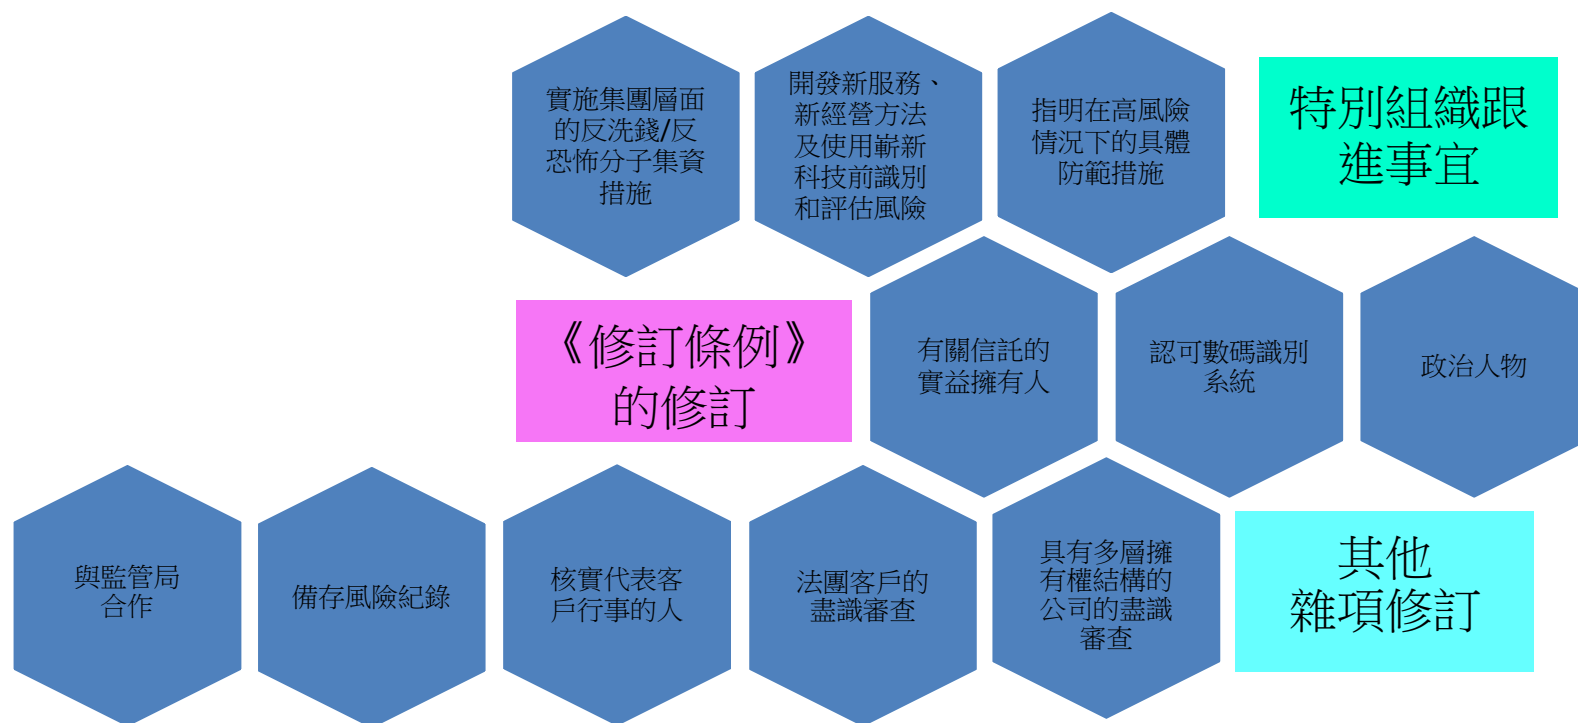 實施集團層面
的反洗錢/反
恐怖分子集資
措施
開發新服務、
新經營方法
及使用嶄新
科技前識別
和評估風險
指明在高風險
情況下的具體
防範措施
特別組織跟
進事宜
《修訂條例》
的修訂
有關信託的
實益擁有人
認可數碼識別
系統
政治人物
與監管局
合作
備存風險紀錄
核實代表客
戶行事的人
法團客戶的
盡識審查
具有多層擁
有權結構的
公司的盡識
審查
其他
雜項修訂